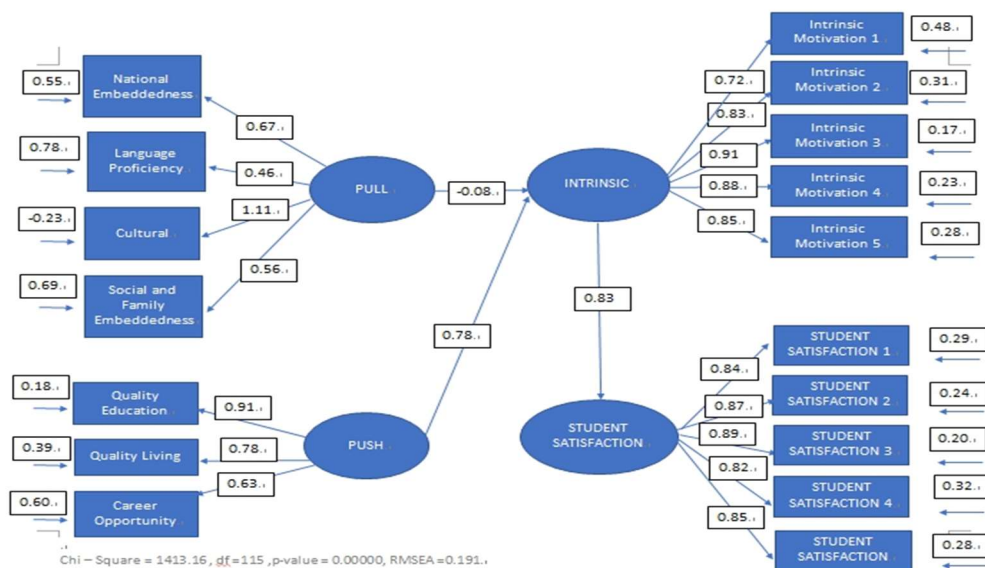 National
Embeddedness
0.55
Language
Proficiency
0.78
Cultural
-0.23
Social and
Family
Embeddedness
0.69
Quality
Education
0.18
Quality Living
0.39
Career
Opportunity
0.60
0.67
0.46
1.11
0.56
PULL
0.91
0.78
0.63
PUSH
-0.08
0.78
INTRINSIC
0.83
STUDENT
SATISFACTION
0.72
0.83
0.91
0.88
0.85
Intrinsic
Motivation 1
0.48
Intrinsic
Motivation 2
0.31
Intrinsic
Motivation 3
0.17
Intrinsic
Motivation 4
0.23
Intrinsic
Motivation 5
0.28
0.84
0.87
0.89
0.82
0.85
STUDENT
SATISFACTION 1
0.29
STUDENT
SATISFACTION 2
0.24
STUDENT
SATISFACTION 3
0.20
STUDENT
SATISFACTION 4
0.32
STUDENT
SATISFACTION
0.28
Chi – Square = 1413.16, df=115 ,p-value = 0.00000, RMSEA=0.191